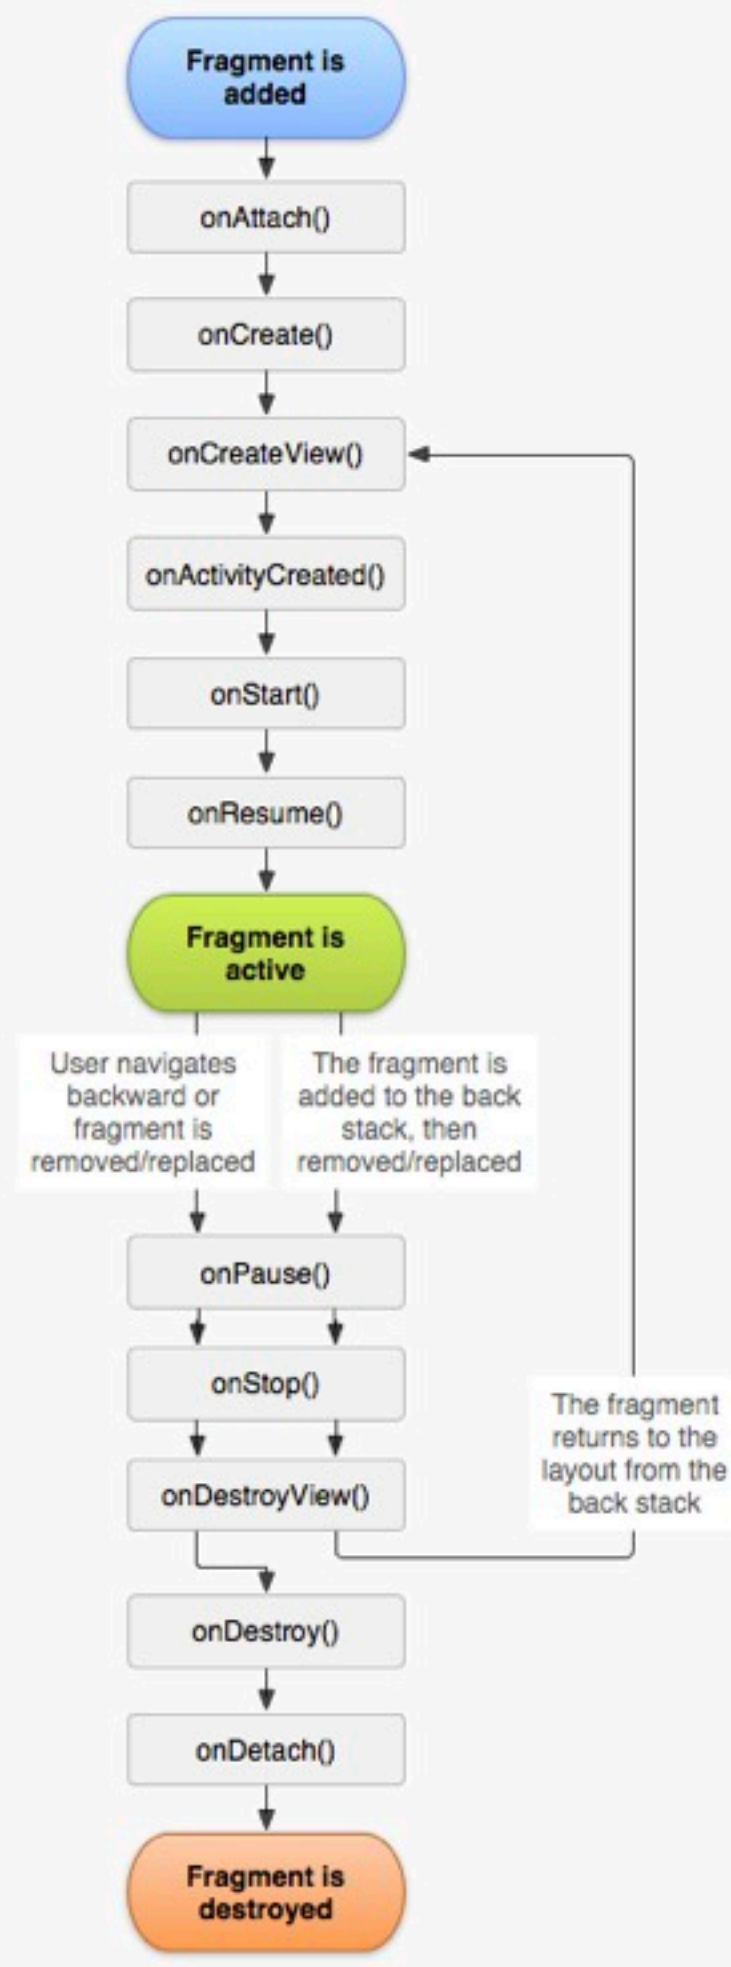 Fragment is
added
onAttach()
onCreate()
onCreateView()
onActivityCreated()
onStart()
onResume()
Fragment is
active
User navigates
backward or
fragment is
removed/replaced
The fragment is
added to the back
stack, then
removed/replaced
onPause()
onStop()
The fragment
returns to the
layout from the
back stack
onDestroyView()
onDestroy()
onDetach()
Fragment is
destroyed